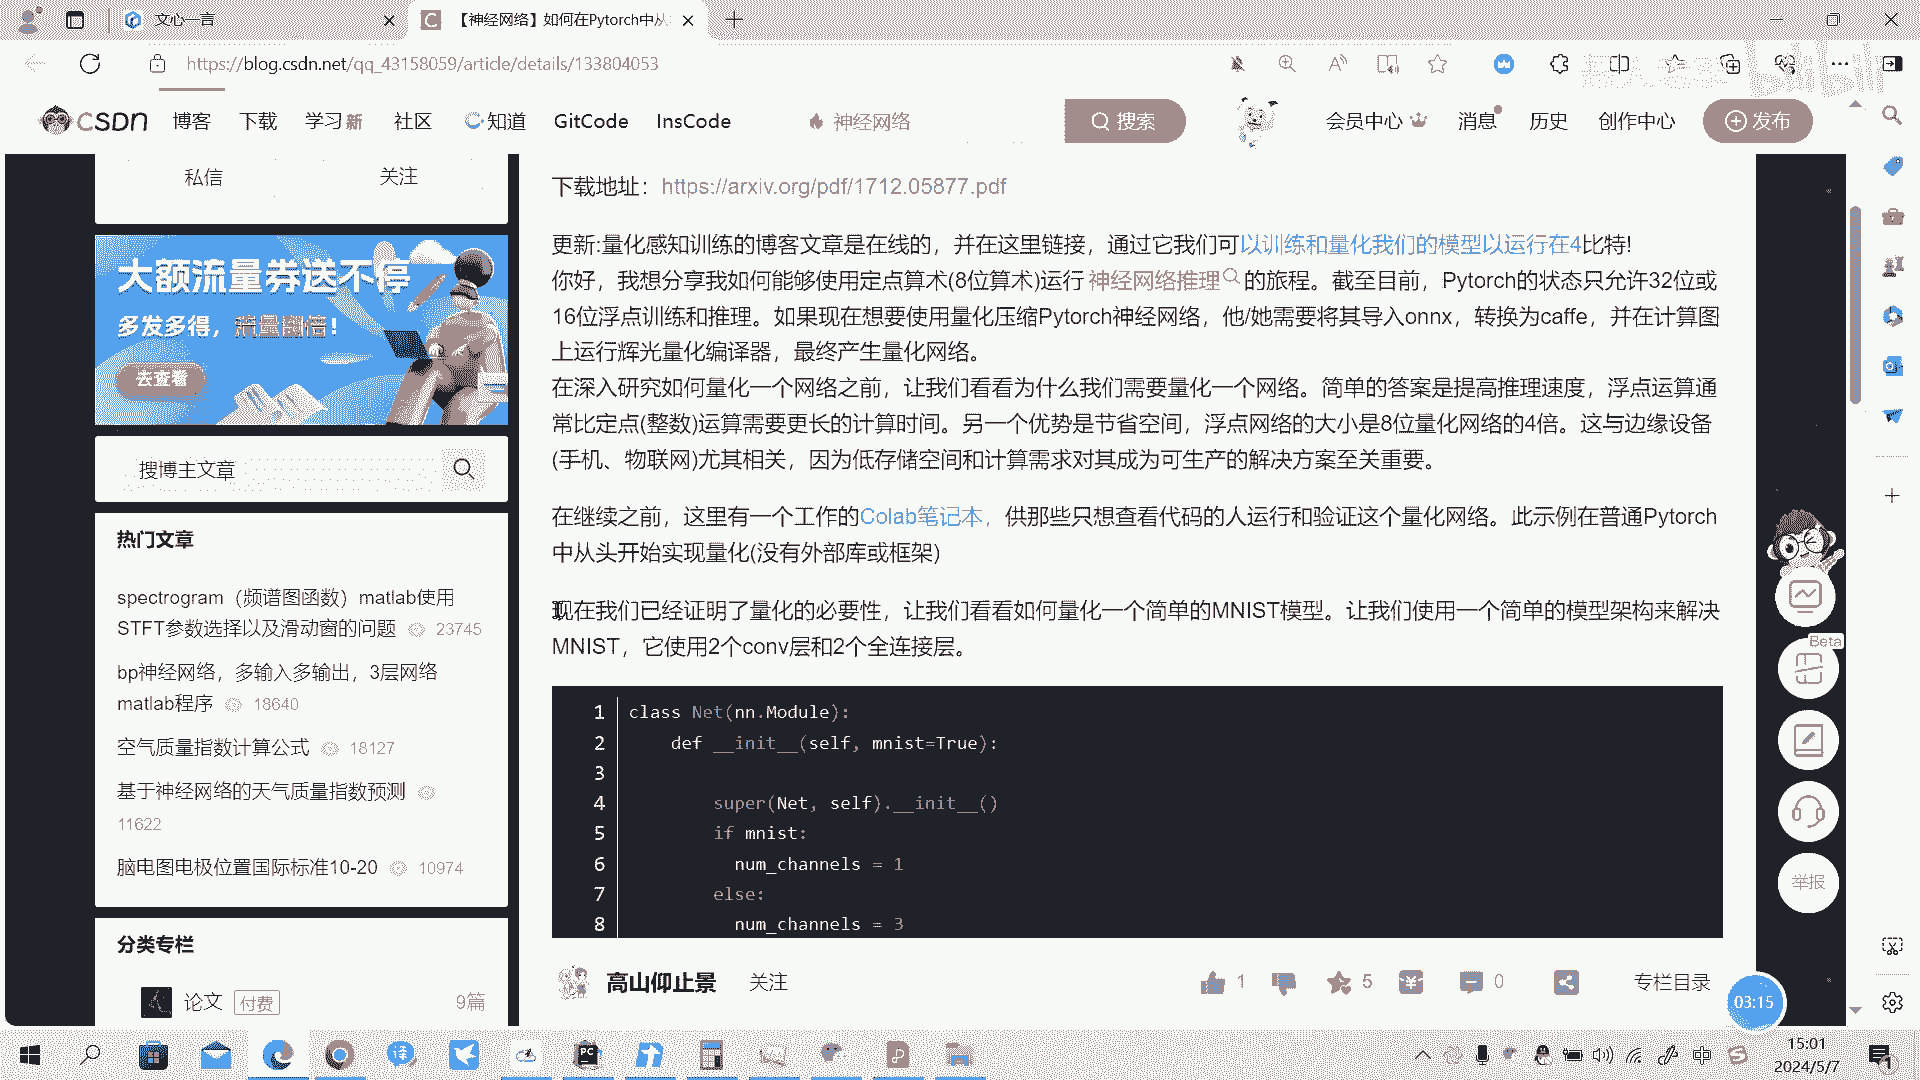 文心一言
【神经网络】如何在Pytorch中从
https://blog.csdn.net/qq_43158059/article/details/133804053
CSDN 博客 下载 学习新 社区 知道 GitCode InsCode 神经网络 搜索 会员中心 消息 历史 创作中心 发布
私信 关注
大额流量券送不停
多发多得，流量翻倍！
去查看
搜博主文章
热门文章
spectrogram（频谱图函数）matlab使用
STFT参数选择以及滑动窗的问题 23745
bp神经网络，多输入多输出，3层网络
matlab程序 18640
空气质量指数计算公式 18127
基于神经网络的天气质量指数预测
11622
脑电图电极位置国际标准10-20 10974
分类专栏
论文 付费 9篇
下载地址：https://arxiv.org/pdf/1712.05877.pdf
更新:量化感知训练的博客文章是在线的，并在这里链接，通过它我们可以训练和量化我们的模型以运行在4比特!
你好，我想分享我如何能够使用定点算术(8位算术)运行神经网络推理的旅程。截至目前，Pytorch的状态只允许32位或
16位浮点训练和推理。如果现在想要使用量化压缩Pytorch神经网络，他/她需要将其导入onnx，转换为caffe，并在计算图
上运行辉光量化编译器，最终产生量化网络。
在深入研究如何量化一个网络之前，让我们看看为什么我们需要量化一个网络。简单的答案是提高推理速度，浮点运算通
常比定点(整数)运算需要更长的计算时间。另一个优势是节省空间，浮点网络的大小是8位量化网络的4倍。这与边缘设备
(手机、物联网)尤其相关，因为低存储空间和计算需求对其成为可生产的解决方案至关重要。
在继续之前，这里有一个工作的Colab笔记本，供那些只想查看代码的人运行和验证这个量化网络。此示例在普通Pytorch
中从头开始实现量化(没有外部库或框架)
现在我们已经证明了量化的必要性，让我们看看如何量化一个简单的MNIST模型。让我们使用一个简单的模型架构来解决
MNIST，它使用2个conv层和2个全连接层。
1 class Net(nn.Module):
2 def __init__(self, mnist=True):
3
4 super(Net, self).__init__()
5 if mnist:
6 num_channels = 1
7 else:
8 num_channels = 3
高山仰止景 关注 1 5 0 专栏目录
Beta
举报
03:15
中
15:01
2024/5/7
1